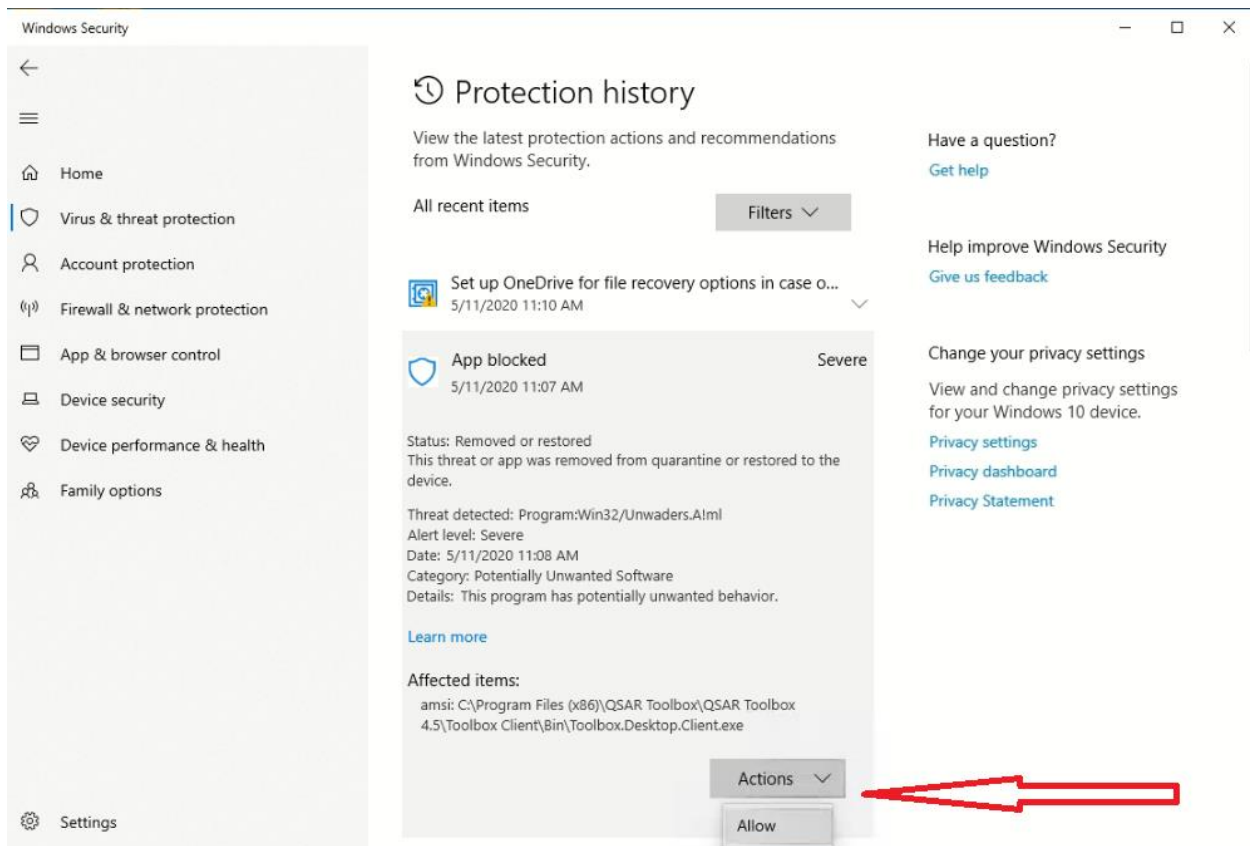 Windows Security
Home
Virus & threat protection
Account protection
Firewall & network protection
App & browser control
Device security
Device performance & health
Family options
Settings
Protection history
View the latest protection actions and recommendations
from Windows Security.
All recent items
Filters
Set up OneDrive for file recovery options in case o...
5/11/2020 11:10 AM
App blocked
Severe
5/11/2020 11:07 AM
Status: Removed or restored
This threat or app was removed from quarantine or restored to the
device.
Threat detected: Program:Win32/Unwaders.A!ml
Alert level: Severe
Date: 5/11/2020 11:08 AM
Category: Potentially Unwanted Software
Details: This program has potentially unwanted behavior.
Learn more
Affected items:
amsi: C:\Program Files (x86)\QSAR Toolbox\QSAR Toolbox
4.5\Toolbox Client\Bin\Toolbox.Desktop.Client.exe
Actions
Allow
Have a question?
Get help
Help improve Windows Security
Give us feedback
Change your privacy settings
View and change privacy settings
for your Windows 10 device.
Privacy settings
Privacy dashboard
Privacy Statement